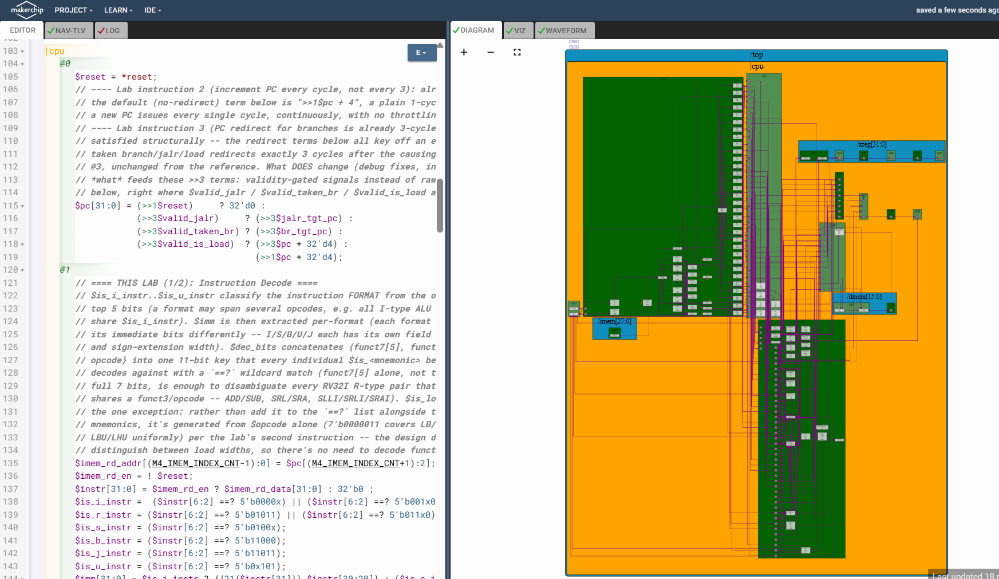 makerchip
PROJECT
LEARN
IDE
saved a few seconds ago
EDITOR
NAV-TLV
LOG
DIAGRAM
VIZ
WAVEFORM
E
103 |cpu
104 @0
105 $reset = *reset;
106 // ---- Lab instruction 2 (increment PC every cycle, not every 3): alr
107 // the default (no-redirect) term below is ">>1$pc + 4", a plain 1-cyc
108 // a new PC issues every single cycle, continuously, with no throttlin
109 // ---- Lab instruction 3 (PC redirect for branches is already 3-cycle
110 // satisfied structurally -- the redirect terms below all key off an e
111 // taken branch/jalr/load redirects exactly 3 cycles after the causing
112 // @3, unchanged from the reference. What DOES change (debug fixes, in
113 // *what* feeds these >>3 terms: validity-gated signals instead of raw
114 // below, right where $valid_jalr / $valid_taken_br / $valid_is_load a
115 $pc[31:0] = (>>1$reset) ? 32'd0 :
116 (>>3$valid_jalr) ? (>>3$jalr_tgt_pc) :
117 (>>3$valid_taken_br) ? (>>3$br_tgt_pc) :
118 (>>3$valid_is_load) ? (>>3$pc + 32'd4) :
119 (>>1$pc + 32'd4);
120 @1
121 // ==== THIS LAB (1/2): Instruction Decode ====
122 // $is_i_instr..$is_u_instr classify the instruction FORMAT from the o
123 // top 5 bits (a format may span several opcodes, e.g. all I-type ALU
124 // share $is_i_instr). $imm is then extracted per-format (each format
125 // its immediate bits differently -- I/S/B/U/J each has its own field
126 // and sign-extension width). $dec_bits concatenates {funct7[5], funct
127 // opcode} into one 11-bit key that every individual $is_<mnemonic> be
128 // decodes against with a `==?` wildcard match (funct7[5] alone, not t
129 // full 7 bits, is enough to disambiguate every RV32I R-type pair that
130 // shares a funct3/opcode -- ADD/SUB, SRL/SRA, SLLI/SRLI/SRAI). $is_lo
131 // the one exception: rather than add it to the `==?` list alongside t
132 // mnemonics, it's generated from $opcode alone (7'b0000011 covers LB/
133 // LBU/LHU uniformly) per the lab's second instruction -- the design d
134 // distinguish between load widths, so there's no need to decode funct
135 $imem_rd_addr[(M4_IMEM_INDEX_CNT-1):0] = $pc[(M4_IMEM_INDEX_CNT+1):2];
136 $imem_rd_en = ! $reset;
137 $instr[31:0] = $imem_rd_en ? $imem_rd_data[31:0] : 32'b0 ;
138 $is_i_instr = ($instr[6:2] ==? 5'b0000x) || ($instr[6:2] ==? 5'b001x0
139 $is_r_instr = ($instr[6:2] ==? 5'b01011) || ($instr[6:2] ==? 5'b011x0)
140 $is_s_instr = ($instr[6:2] ==? 5'b0100x);
141 $is_b_instr = ($instr[6:2] ==? 5'b11000);
142 $is_j_instr = ($instr[6:2] ==? 5'b11011);
143 $is_u_instr = ($instr[6:2] ==? 5'b0x101);
/top
|cpu
/xreg[31:0]
/dmem[15:0]
/imem[27:0]
Last updated 18